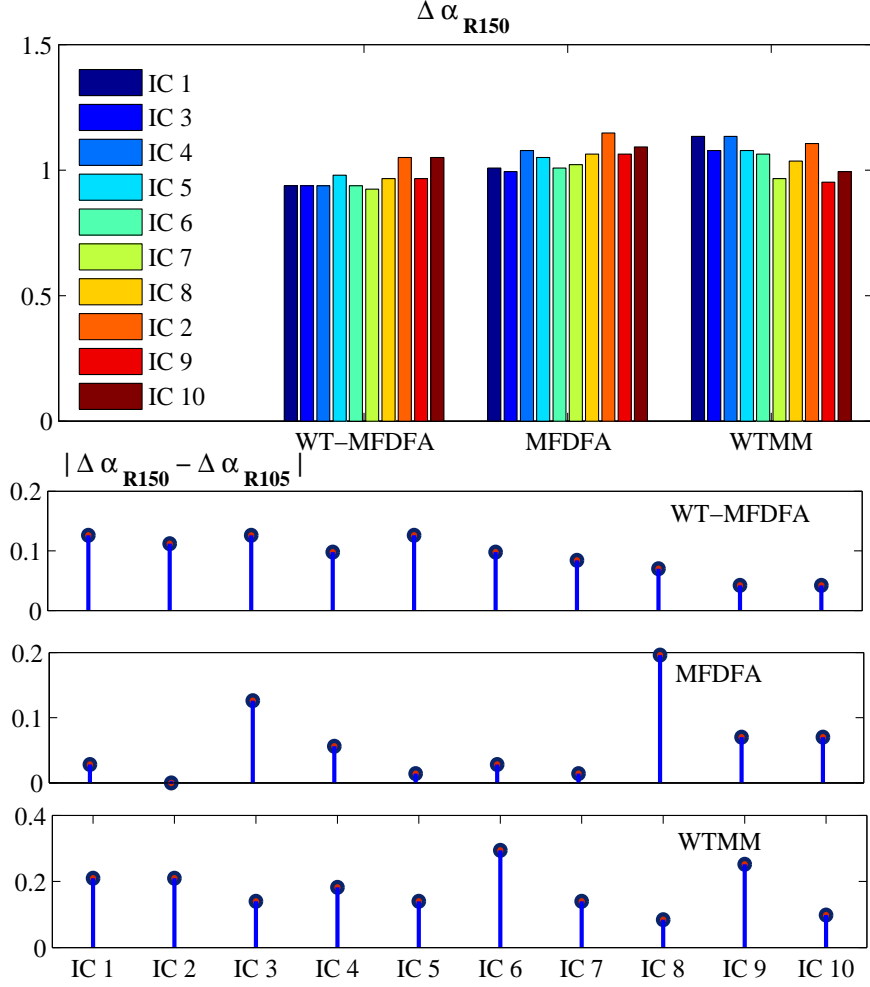 Δ α R150
1.5
1
0.5
0
IC 1
IC 3
IC 4
IC 5
IC 6
IC 7
IC 8
IC 2
IC 9
IC 10
WT−MFDFA
MFDFA
WTMM
| Δ α R150 − Δ α R105 |
0.2
0.1
0
WT−MFDFA
0.2
0.1
0
MFDFA
0.4
0.2
0
WTMM
IC 1 IC 2 IC 3 IC 4 IC 5 IC 6 IC 7 IC 8 IC 9 IC 10